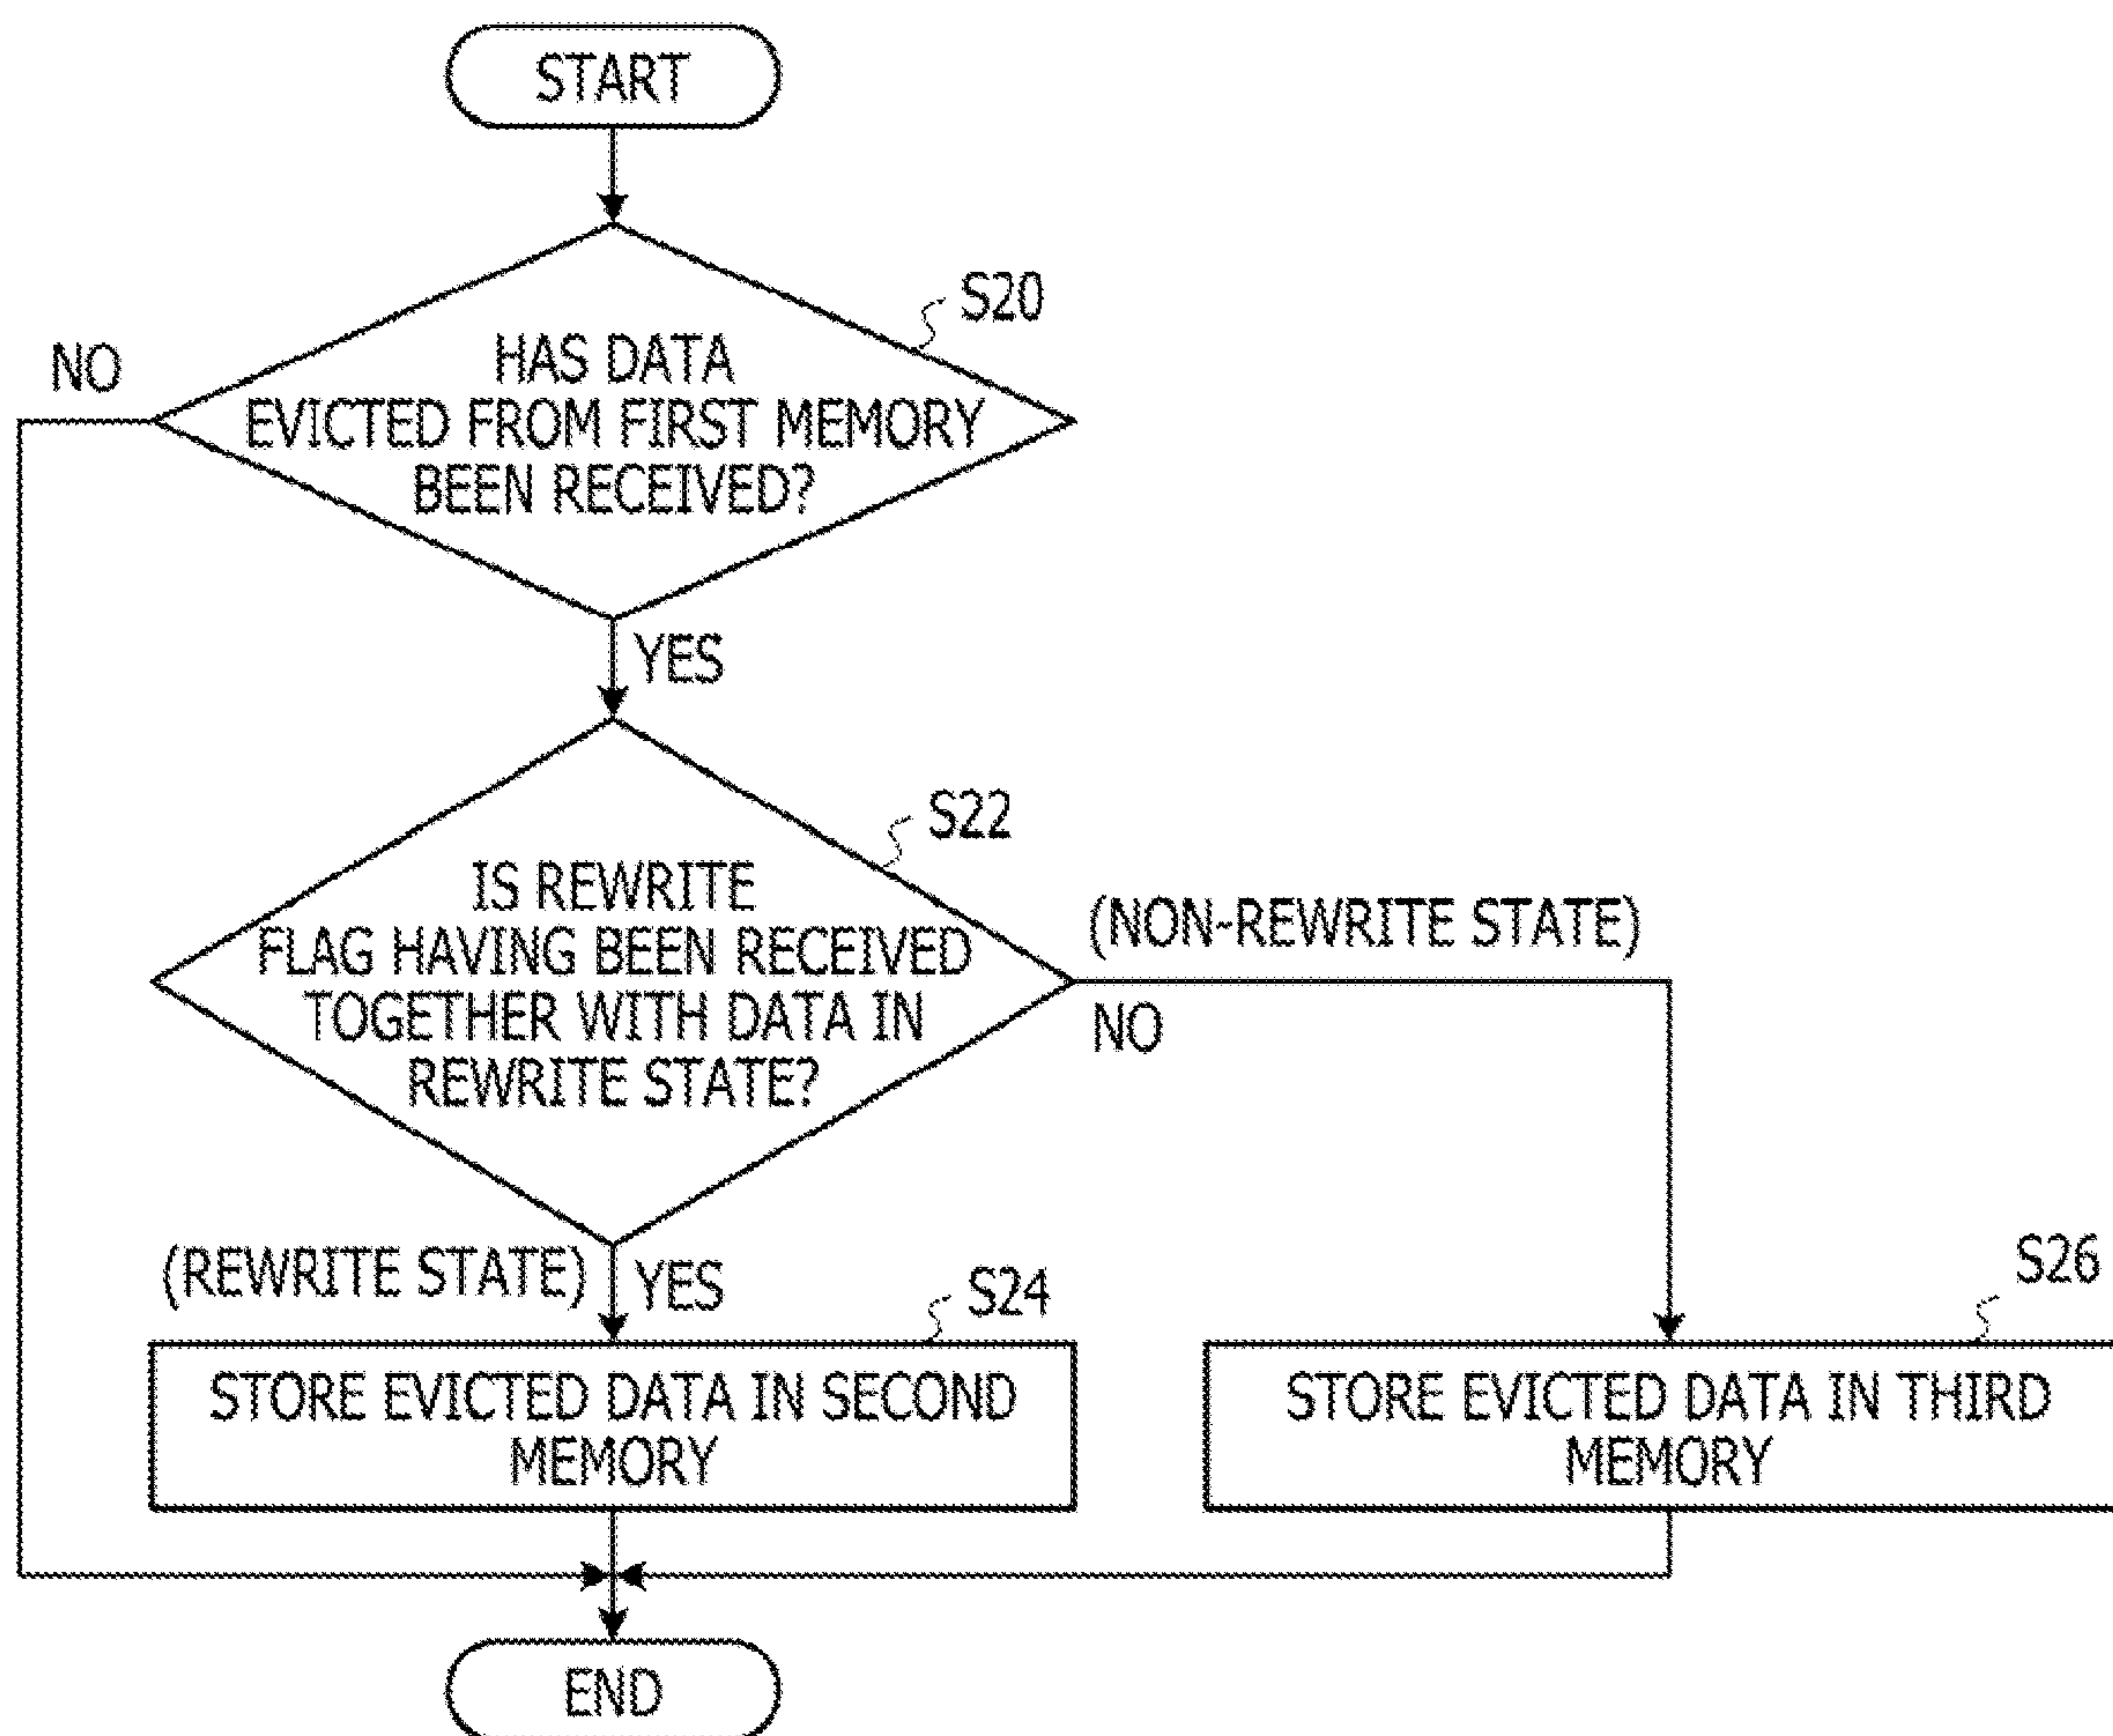 START
S20
NO
HAS DATA
EVICTED FROM FIRST MEMORY
BEEN RECEIVED?
YES
S22
IS REWRITE
FLAG HAVING BEEN RECEIVED
TOGETHER WITH DATA IN
REWRITE STATE?
(NON-REWRITE STATE)
NO
(REWRITE STATE)
YES
S24
S26
STORE EVICTED DATA IN SECOND
MEMORY
STORE EVICTED DATA IN THIRD
MEMORY
END